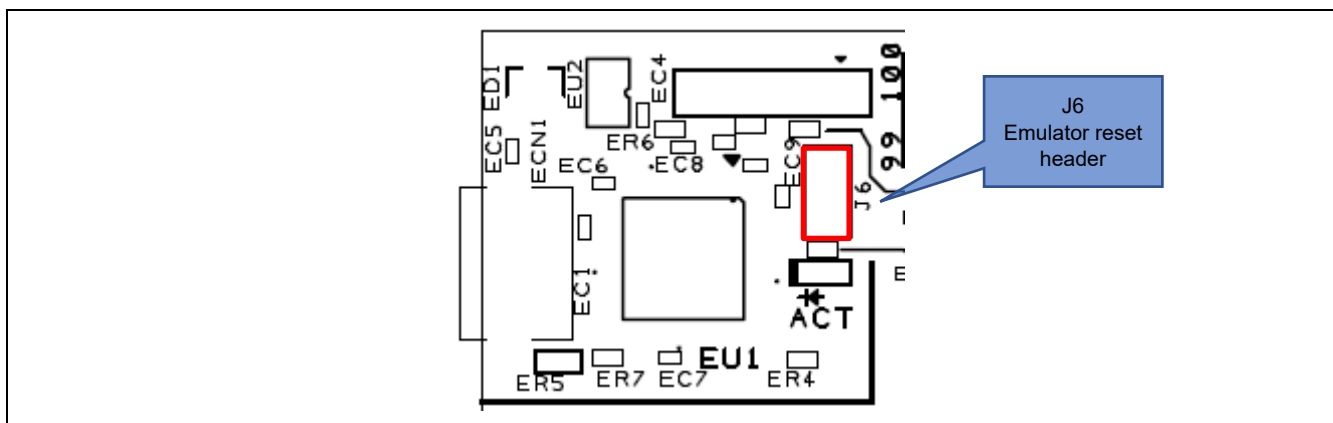 ED1
EU2
EC4
99 100
EC5
ECN1
ER6
EC8
EC9
EC6
J6
EC1
ACT
E
ER5
ER7
EC7
EU1
ER4
J6
Emulator reset
header